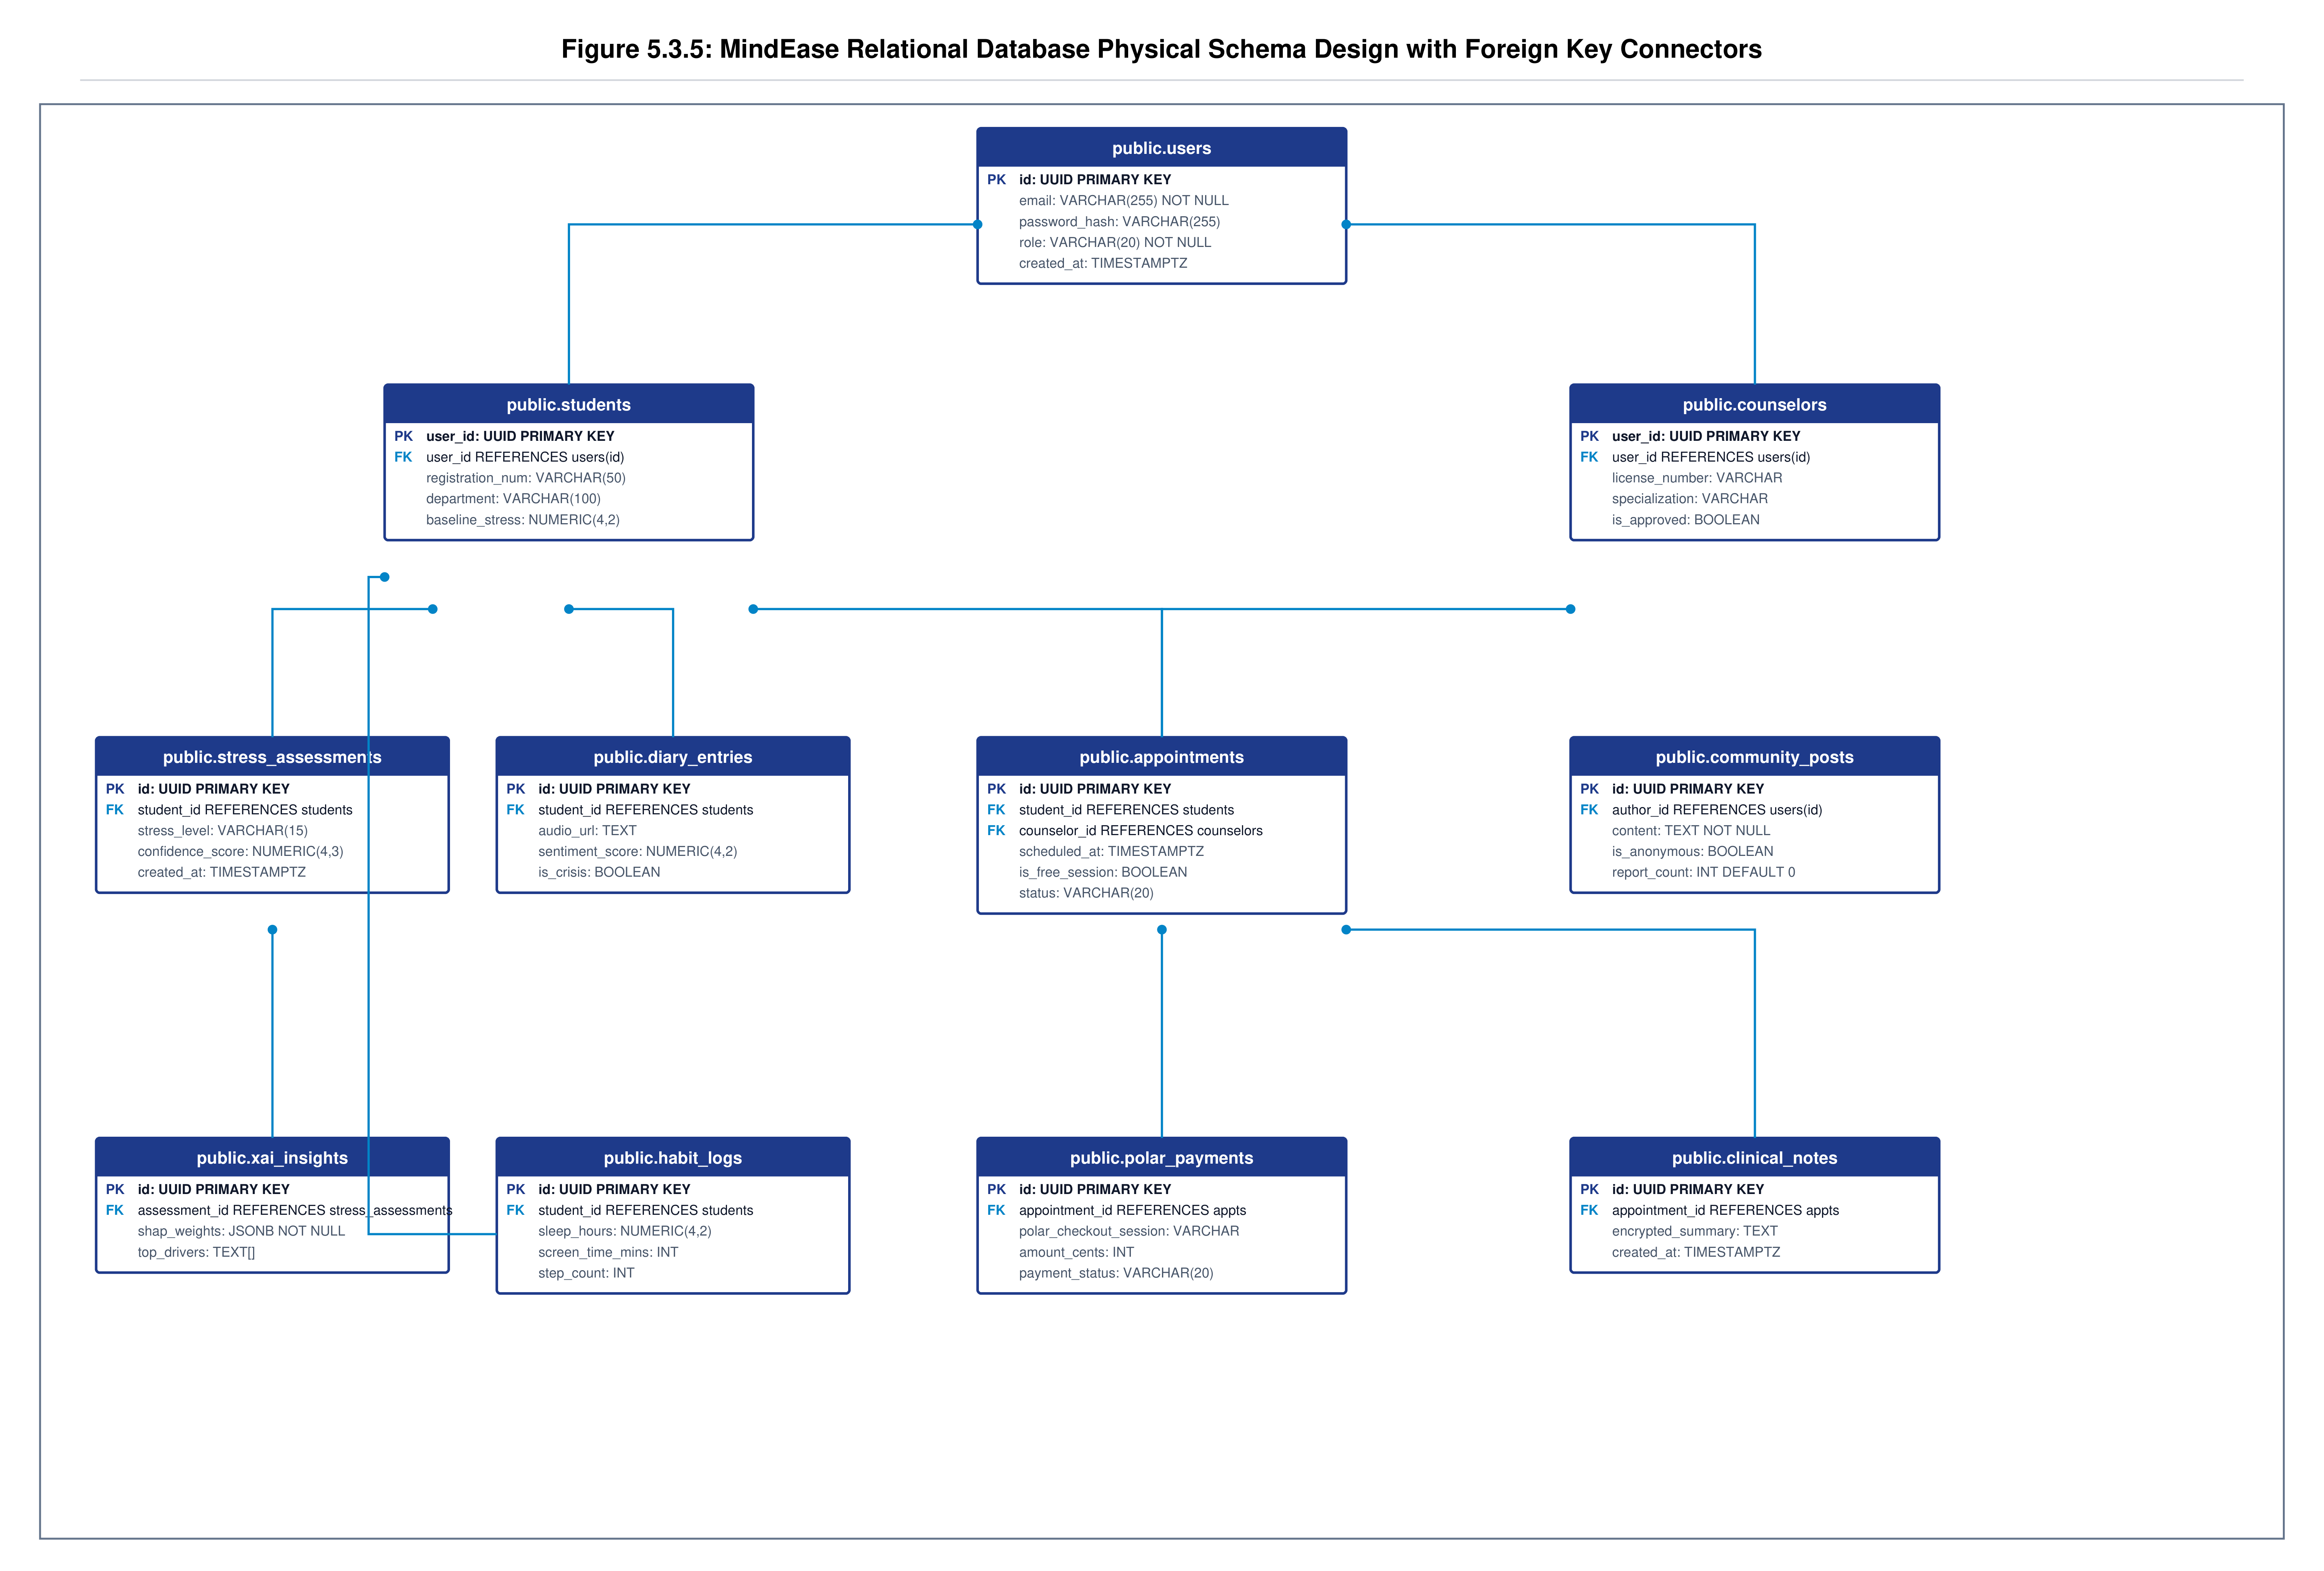 Figure 5.3.5: MindEase Relational Database Physical Schema Design with Foreign Key Connectors
public.users
PK id: UUID PRIMARY KEY
email: VARCHAR(255) NOT NULL
password_hash: VARCHAR(255)
role: VARCHAR(20) NOT NULL
created_at: TIMESTAMPTZ
public.students
PK user_id: UUID PRIMARY KEY
FK user_id REFERENCES users(id)
registration_num: VARCHAR(50)
department: VARCHAR(100)
baseline_stress: NUMERIC(4,2)
public.counselors
PK user_id: UUID PRIMARY KEY
FK user_id REFERENCES users(id)
license_number: VARCHAR
specialization: VARCHAR
is_approved: BOOLEAN
public.stress_assessments
PK id: UUID PRIMARY KEY
FK student_id REFERENCES students
stress_level: VARCHAR(15)
confidence_score: NUMERIC(4,3)
created_at: TIMESTAMPTZ
public.diary_entries
PK id: UUID PRIMARY KEY
FK student_id REFERENCES students
audio_url: TEXT
sentiment_score: NUMERIC(4,2)
is_crisis: BOOLEAN
public.appointments
PK id: UUID PRIMARY KEY
FK student_id REFERENCES students
FK counselor_id REFERENCES counselors
scheduled_at: TIMESTAMPTZ
is_free_session: BOOLEAN
status: VARCHAR(20)
public.community_posts
PK id: UUID PRIMARY KEY
FK author_id REFERENCES users(id)
content: TEXT NOT NULL
is_anonymous: BOOLEAN
report_count: INT DEFAULT 0
public.xai_insights
PK id: UUID PRIMARY KEY
FK assessment_id REFERENCES stress_assessments
shap_weights: JSONB NOT NULL
top_drivers: TEXT[]
public.habit_logs
PK id: UUID PRIMARY KEY
FK student_id REFERENCES students
sleep_hours: NUMERIC(4,2)
screen_time_mins: INT
step_count: INT
public.polar_payments
PK id: UUID PRIMARY KEY
FK appointment_id REFERENCES appts
polar_checkout_session: VARCHAR
amount_cents: INT
payment_status: VARCHAR(20)
public.clinical_notes
PK id: UUID PRIMARY KEY
FK appointment_id REFERENCES appts
encrypted_summary: TEXT
created_at: TIMESTAMPTZ